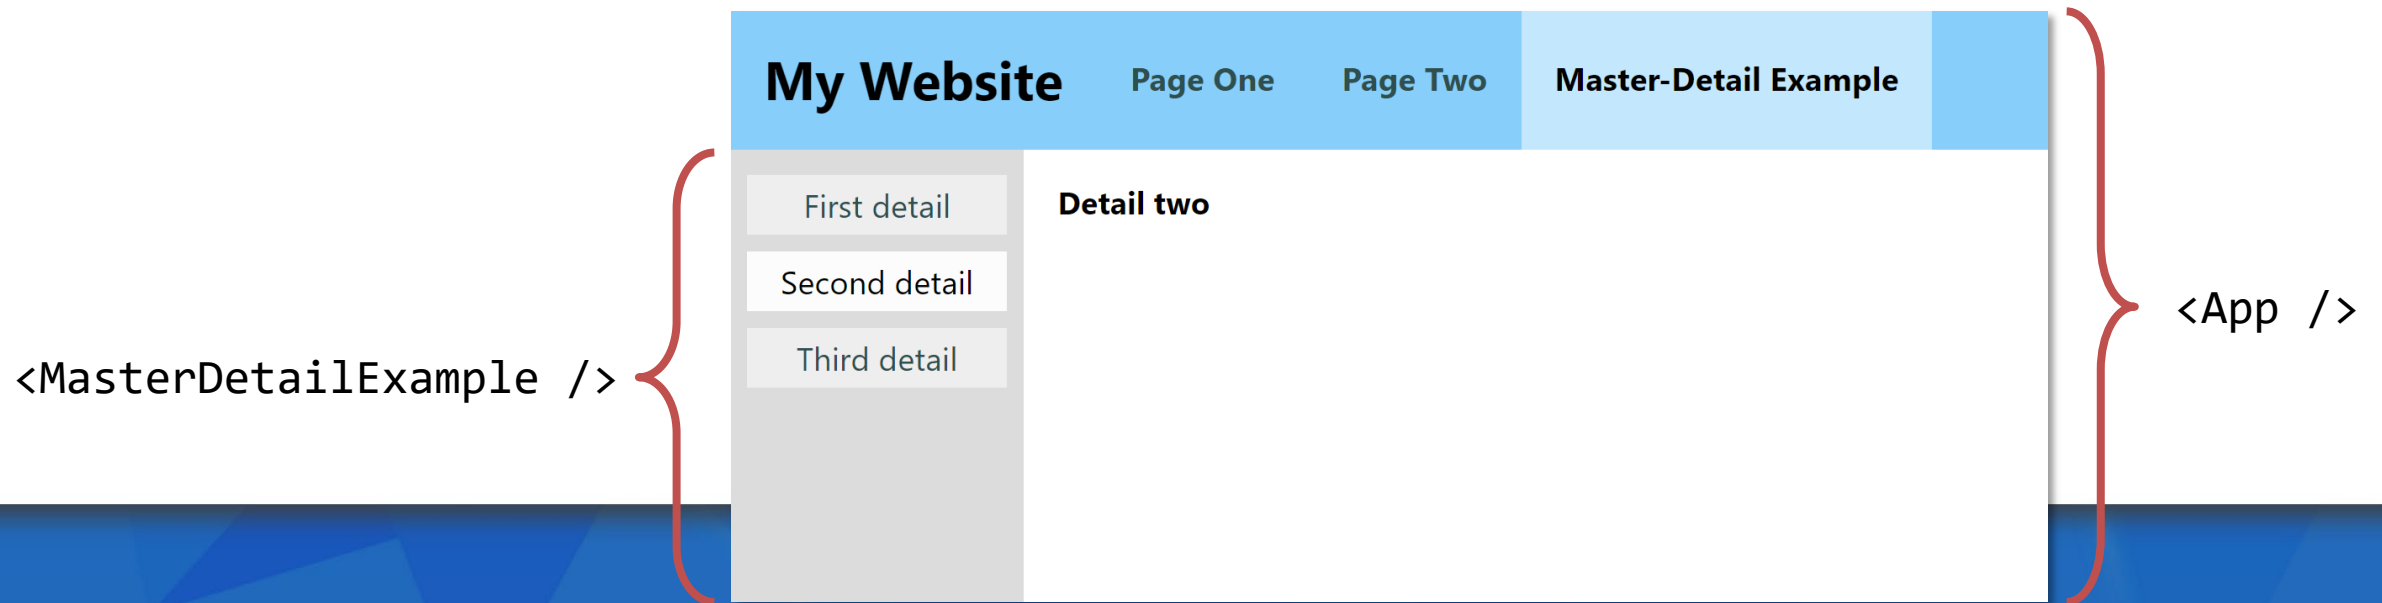 My Website Page One Page Two Master-Detail Example
First detail Detail two
Second detail
Third detail
<MasterDetailExample />
<App />